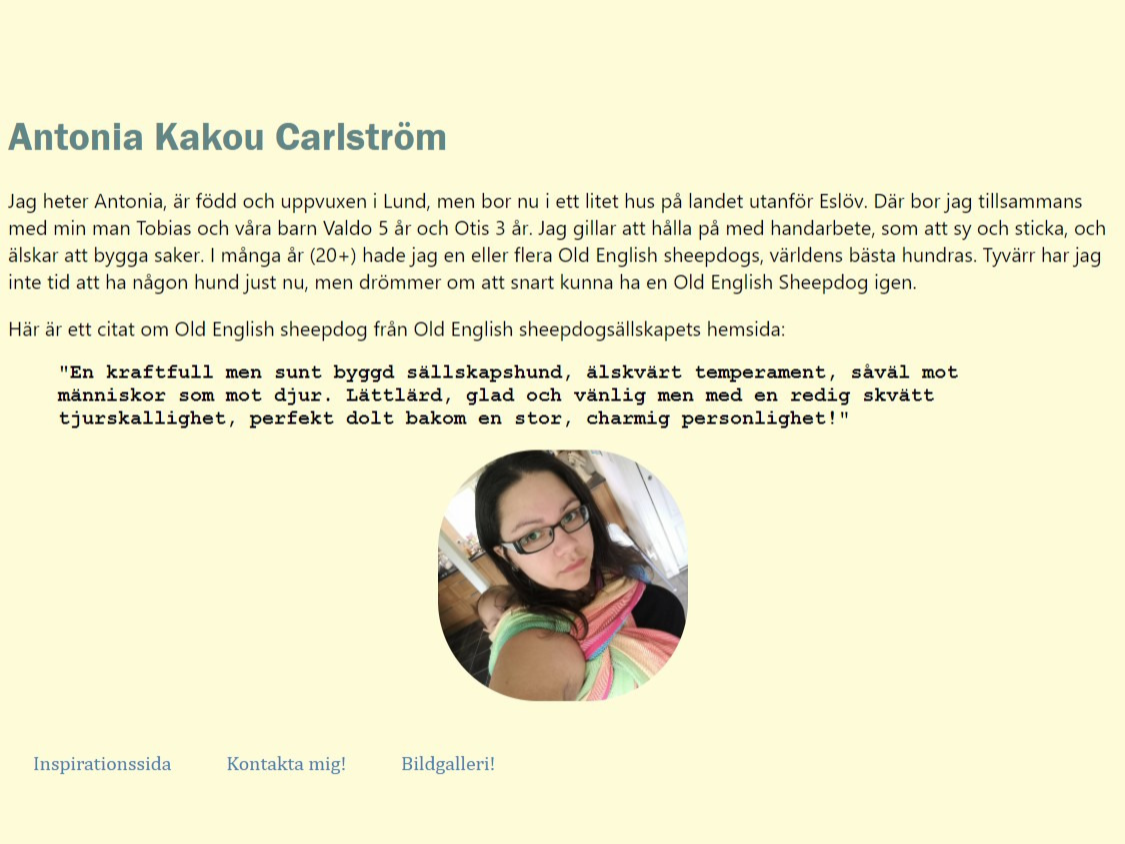 Antonia Kakou Carlström
Jag heter Antonia, är född och uppvuxen i Lund, men bor nu i ett litet hus på landet utanför Eslöv. Där bor jag tillsammans
med min man Tobias och våra barn Valdo 5 år och Otis 3 år. Jag gillar att hålla på med handarbete, som att sy och sticka, och
älskar att bygga saker. I många år (20+) hade jag en eller flera Old English sheepdogs, världens bästa hundras. Tyvärr har jag
inte tid att ha någon hund just nu, men drömmer om att snart kunna ha en Old English Sheepdog igen.
Här är ett citat om Old English sheepdog från Old English sheepdogsällskapets hemsida:
"En kraftfull men sunt byggd sällskapshund, älskvärt temperament, såväl mot
människor som mot djur. Lättlärd, glad och vänlig men med en redig skvätt
tjurskallighet, perfekt dolt bakom en stor, charmig personlighet!"
Inspirationssida Kontakta mig! Bildgalleri!